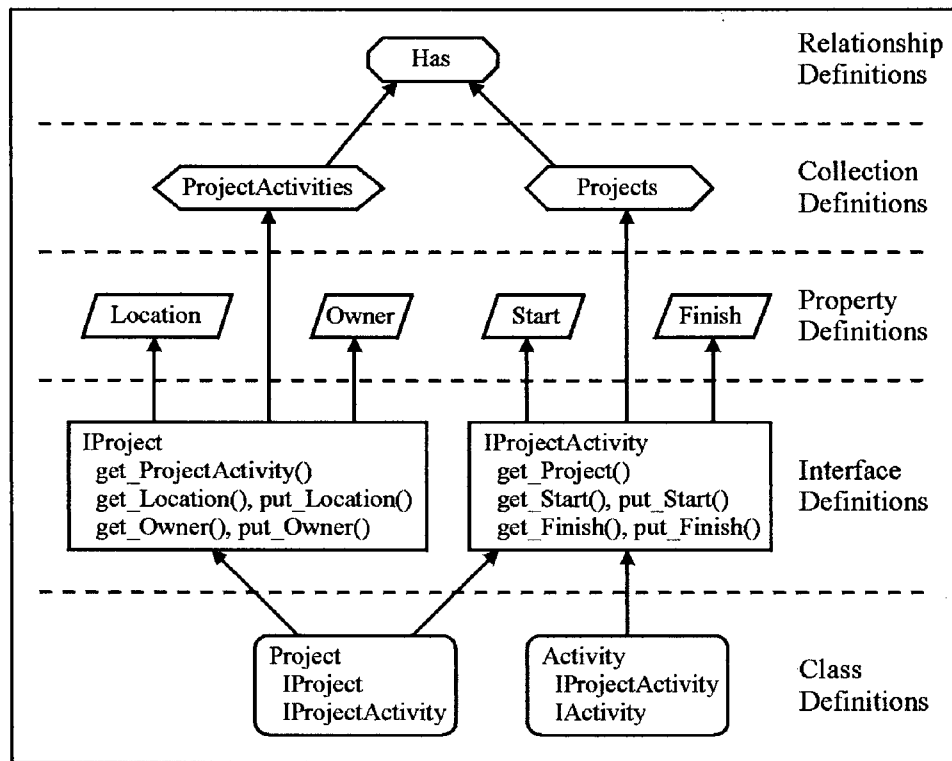 Has
Relationship
Definitions
ProjectActivities
Projects
Collection
Definitions
Location
Owner
Start
Finish
Property
Definitions
IProject
get_ProjectActivity()
get_Location(), put_Location()
get_Owner(), put_Owner()
IProjectActivity
get_Project()
get_Start(), put_Start()
get_Finish(), put_Finish()
Interface
Definitions
Project
IProject
IProjectActivity
Activity
IProjectActivity
IActivity
Class
Definitions